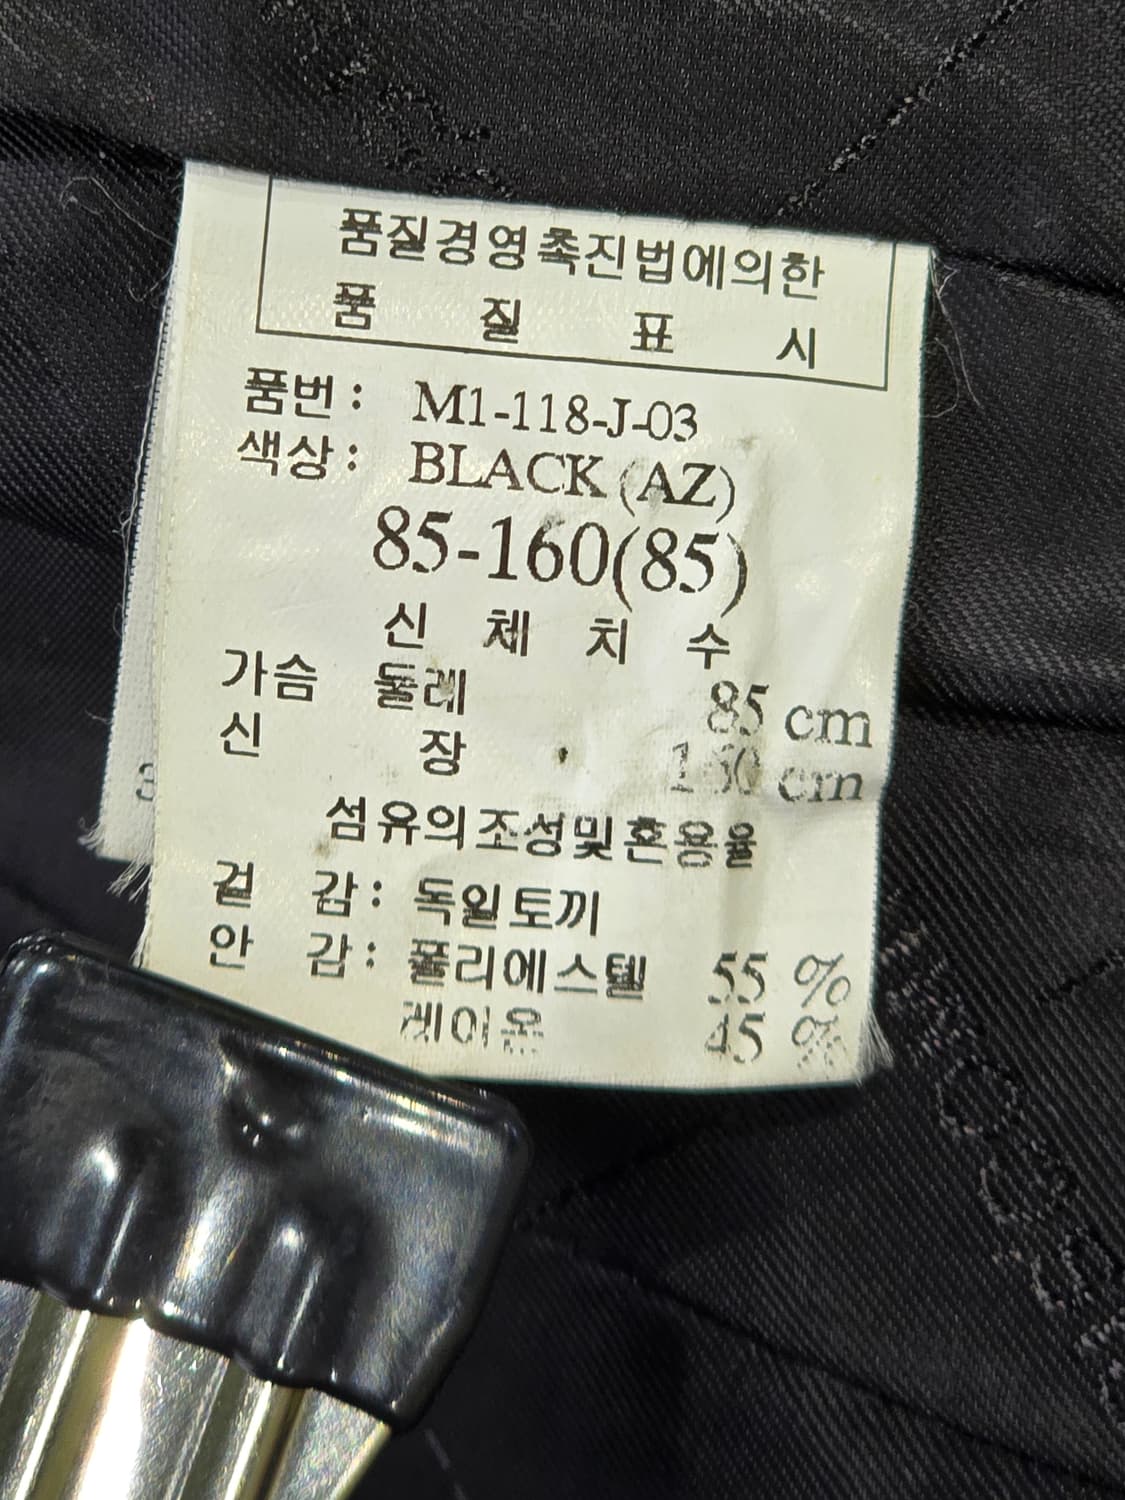 품질경영촉진법에의한
품 질 표 시
품번: M1-118-J-03
색상: BLACK (AZ)
85-160(85)
신 체 치 수
가슴 둘레 85 cm
신 장 160 cm
섬유의조성및혼용율
겉 감: 독일토끼
안 감: 폴리에스텔 55 %
레이온 45 %